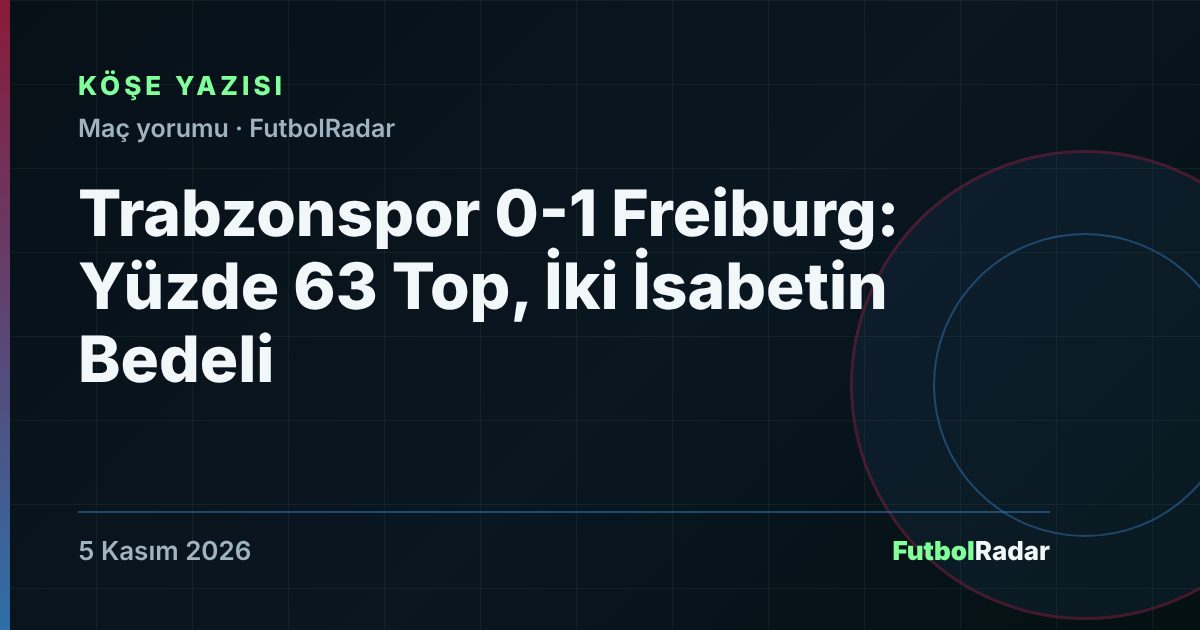 KÖŞE YAZISI
Maç yorumu · FutbolRadar
Trabzonspor 0-1 Freiburg:
Yüzde 63 Top, İki İsabetin
Bedeli
5 Kasım 2026
FutbolRadar